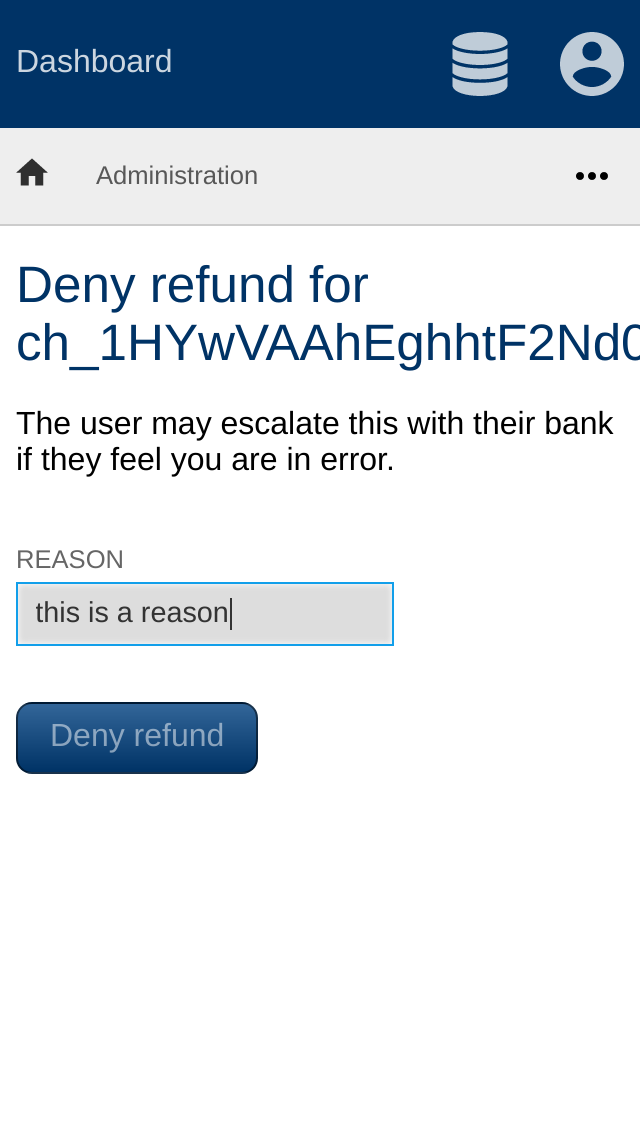 Dashboard
Administration
Deny refund for
ch_1HYwVAAhEghhtF2Nd0
The user may escalate this with their bank
if they feel you are in error.
REASON
this is a reason
Deny refund